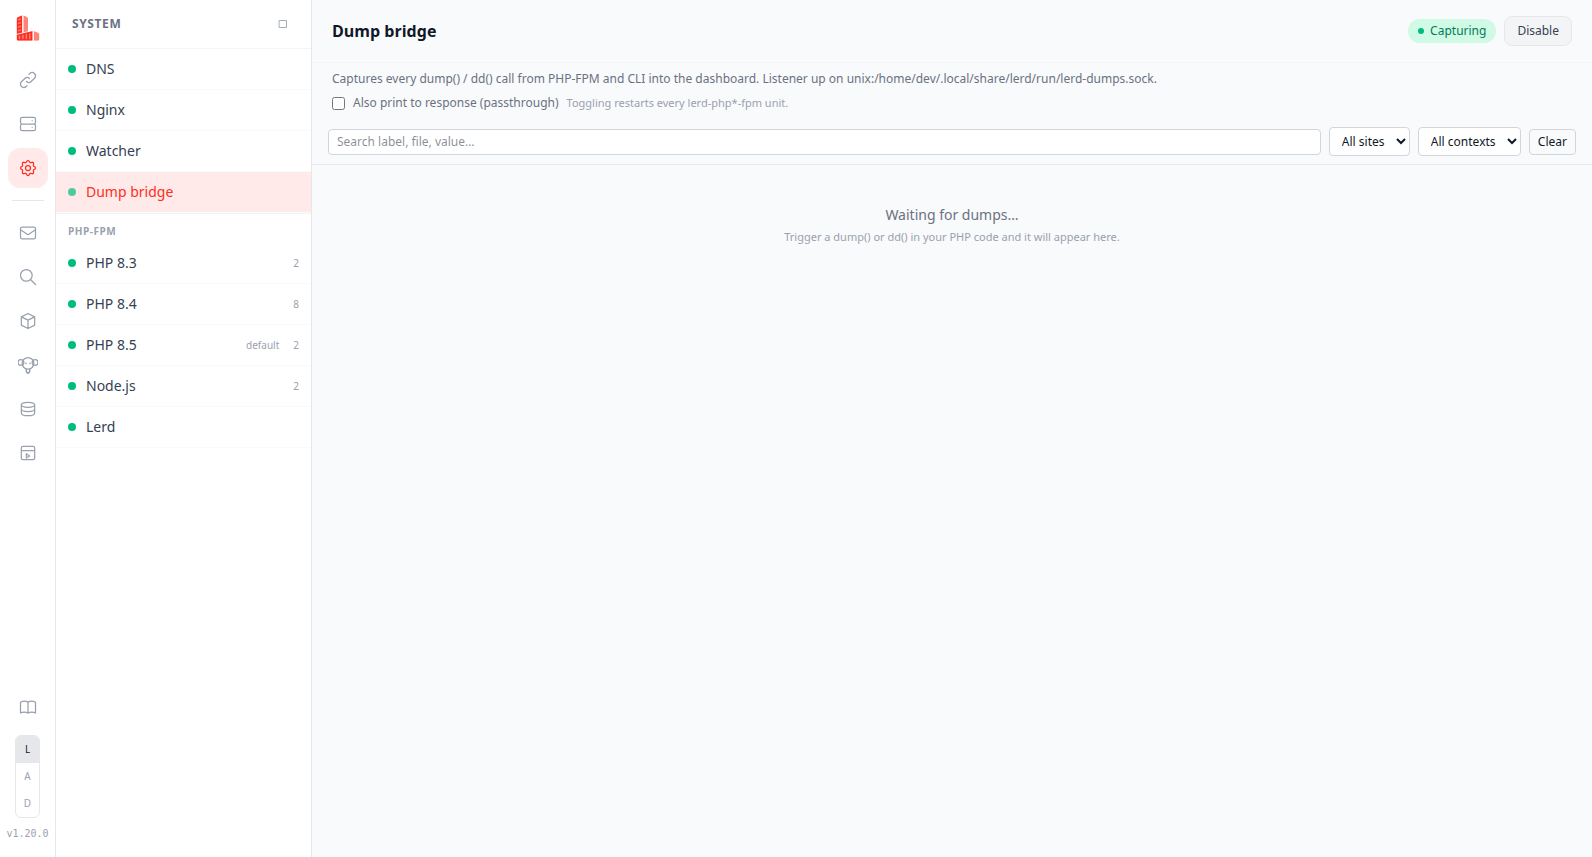 SYSTEM
DNS
Nginx
Watcher
Dump bridge
PHP-FPM
PHP 8.3 2
PHP 8.4 8
PHP 8.5 default 2
Node.js 2
Lerd
L
A
D
v1.20.0
Dump bridge
Capturing
Disable
Captures every dump() / dd() call from PHP-FPM and CLI into the dashboard. Listener up on unix:/home/dev/.local/share/lerd/run/lerd-dumps.sock.
Also print to response (passthrough) Toggling restarts every lerd-php*-fpm unit.
Search label, file, value... All sites All contexts Clear
Waiting for dumps...
Trigger a dump() or dd() in your PHP code and it will appear here.